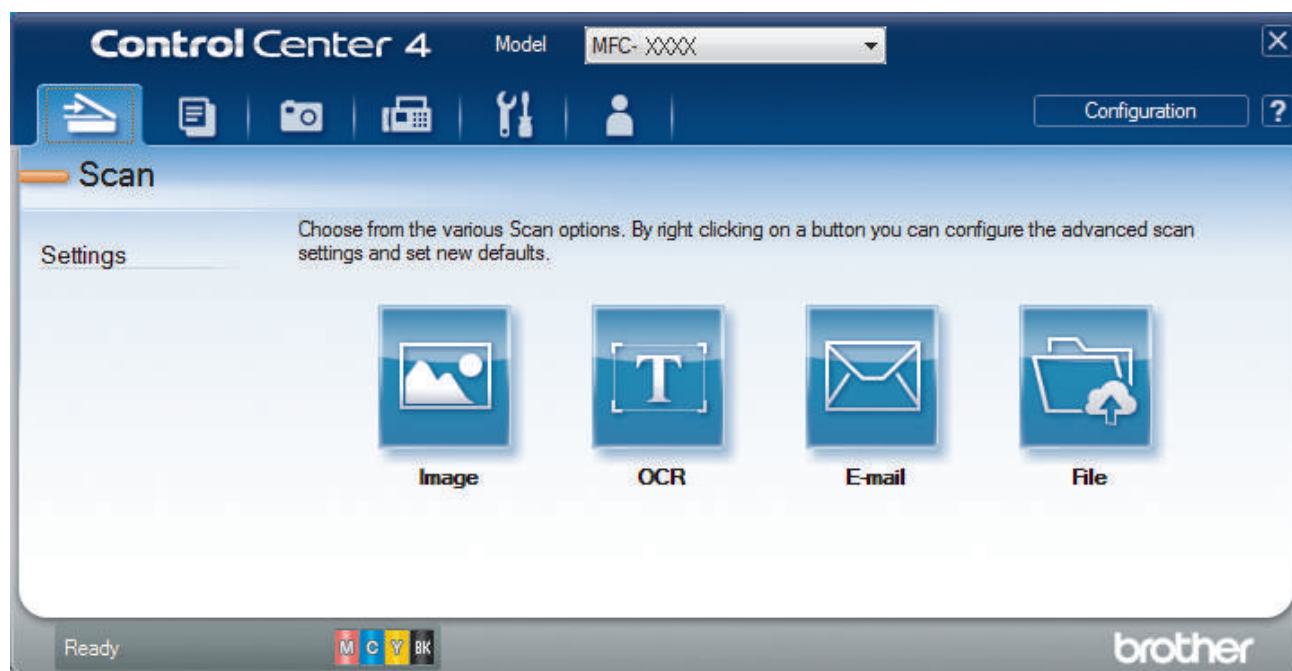 ControlCenter 4 Model MFC- XXXX
Configuration ?
Scan
Settings
Choose from the various Scan options. By right clicking on a button you can configure the advanced scan
settings and set new defaults.
T
Image OCR E-mail File
Ready M C Y BK brother